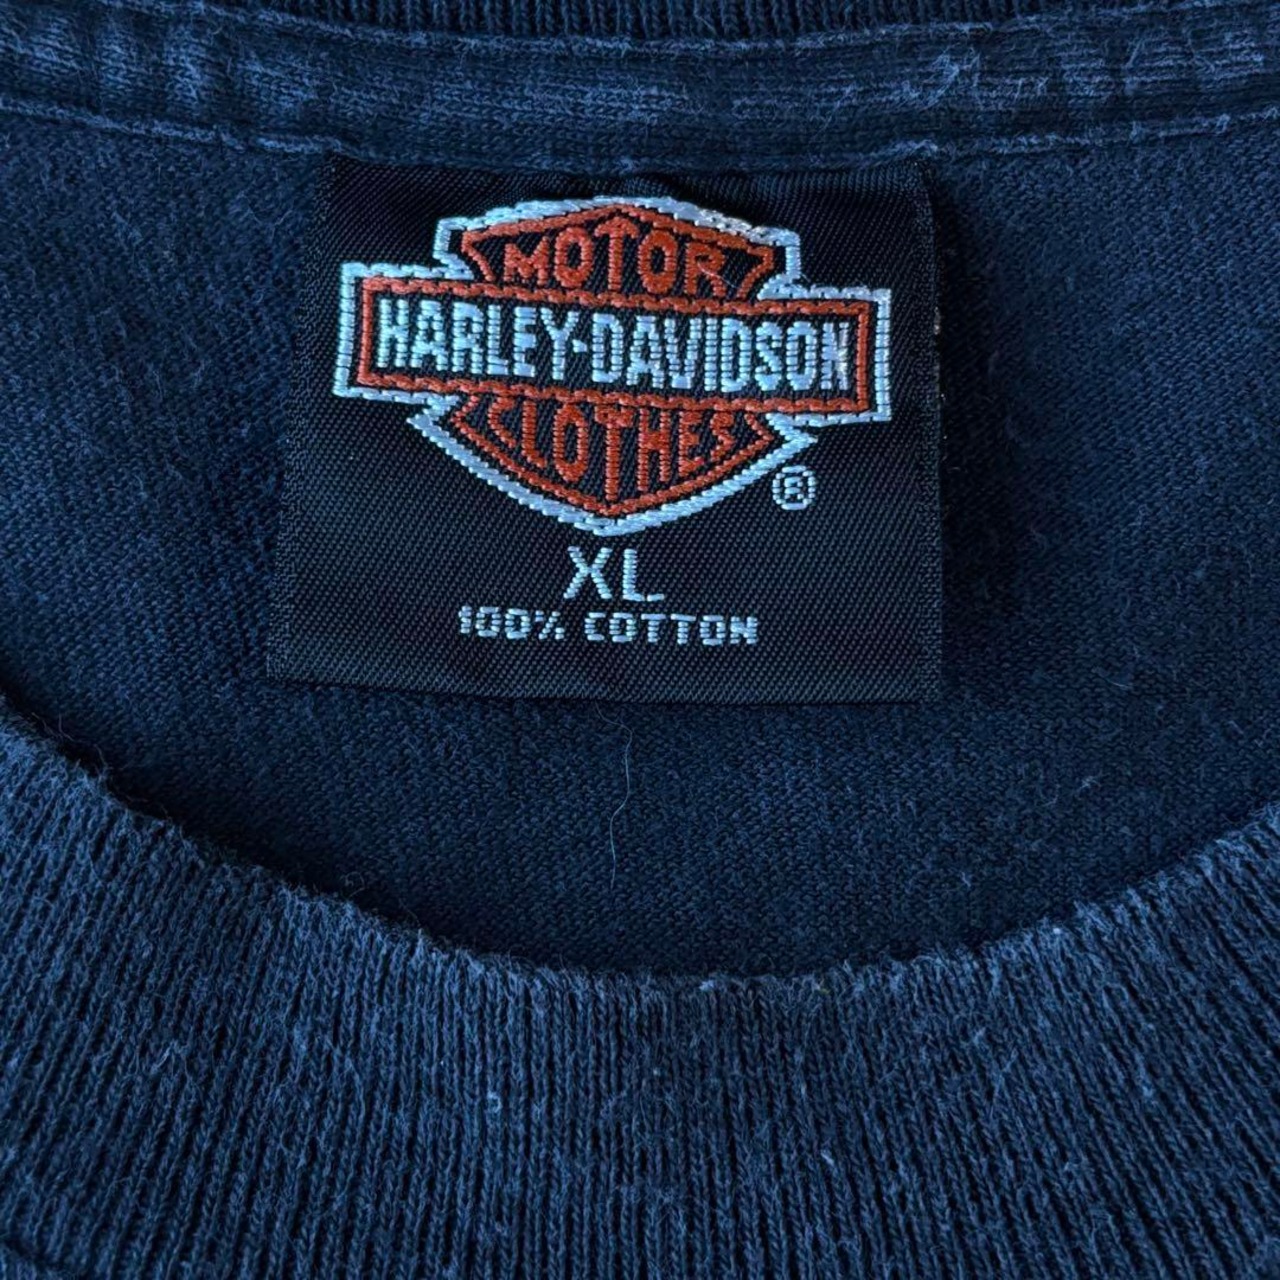 MOTOR
HARLEY-DAVIDSON
CLOTHES
®
XL
100% COTTON